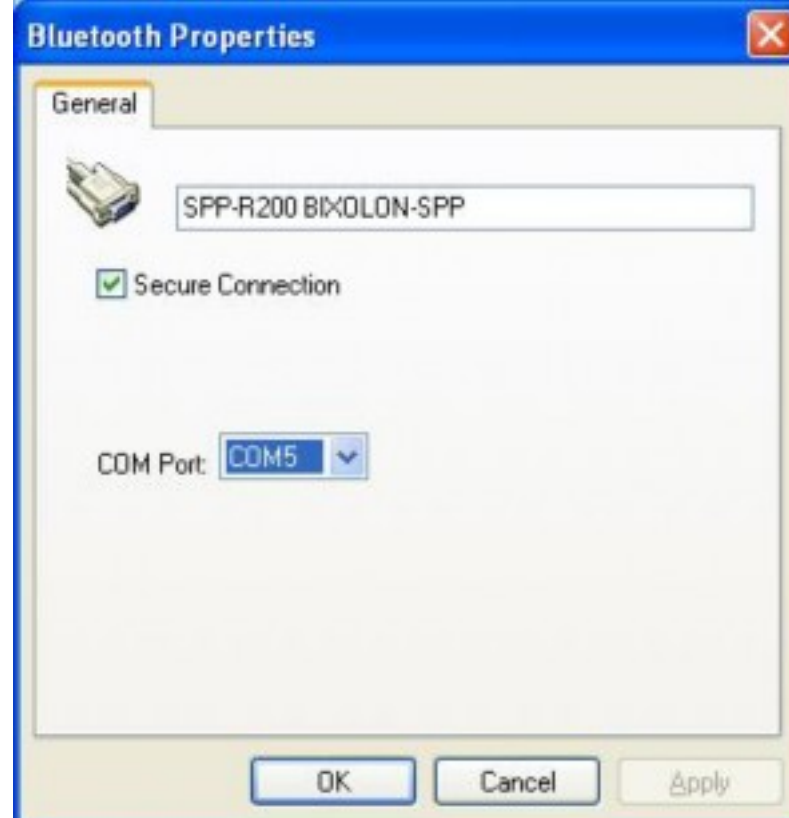 Bluetooth Properties
General
SPP-R200 BIXOLON-SPP
Secure Connection
COM Port: COM5
OK Cancel Apply